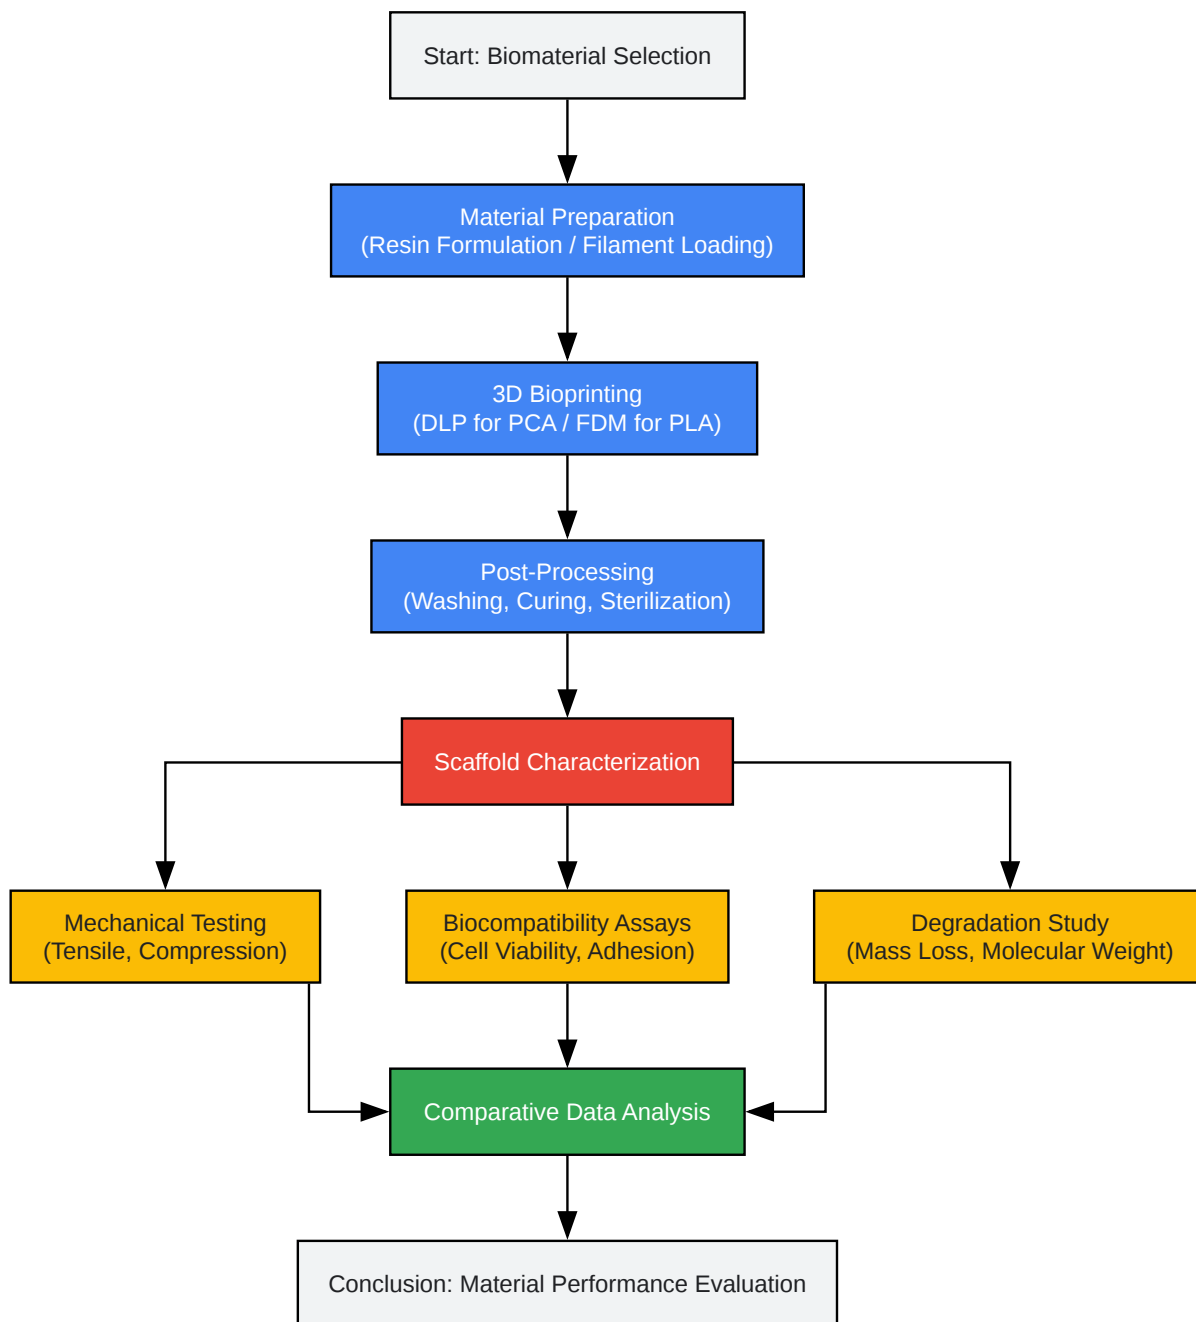 Start: Biomaterial Selection
Material Preparation
(Resin Formulation / Filament Loading)
3D Bioprinting
(DLP for PCA / FDM for PLA)
Post-Processing
(Washing, Curing, Sterilization)
Scaffold Characterization
Mechanical Testing
(Tensile, Compression)
Biocompatibility Assays
(Cell Viability, Adhesion)
Degradation Study
(Mass Loss, Molecular Weight)
Comparative Data Analysis
Conclusion: Material Performance Evaluation